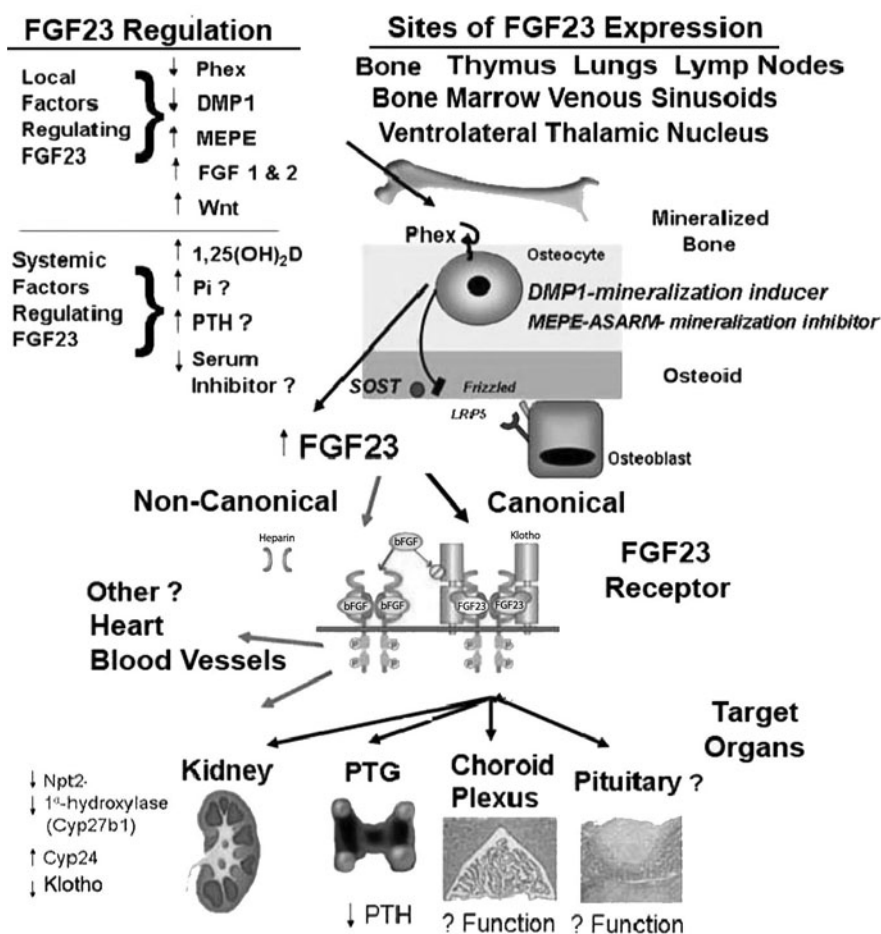 FGF23 Regulation
Local
Factors
Regulating
FGF23
↓ Phex
↓ DMP1
↑ MEPE
↑ FGF 1 & 2
↑ Wnt
Systemic
Factors
Regulating
FGF23
↑ 1,25(OH)2D
↑ Pi ?
↑ PTH ?
↓ Serum
Inhibitor ?
Sites of FGF23 Expression
Bone Thymus Lungs Lymp Nodes
Bone Marrow Venous Sinusoids
Ventrolateral Thalamic Nucleus
Mineralized
Bone
Phex
Osteocyte
DMP1-mineralization inducer
MEPE-ASARM- mineralization inhibitor
Osteoid
SOST
Frizzled
LRP5
Osteoblast
↑ FGF23
Non-Canonical
Canonical
Heparin
bFGF
Klotho
bFGF
bFGF
FGF23
FGF23
P P P P
P P P P
FGF23
Receptor
Other ?
Heart
Blood Vessels
Target
Organs
Kidney
↓ Npt2-
↓ 1α-hydroxylase
(Cyp27b1)
↑ Cyp24
↓ Klotho
PTG
↓ PTH
Choroid
Plexus
? Function
Pituitary ?
? Function